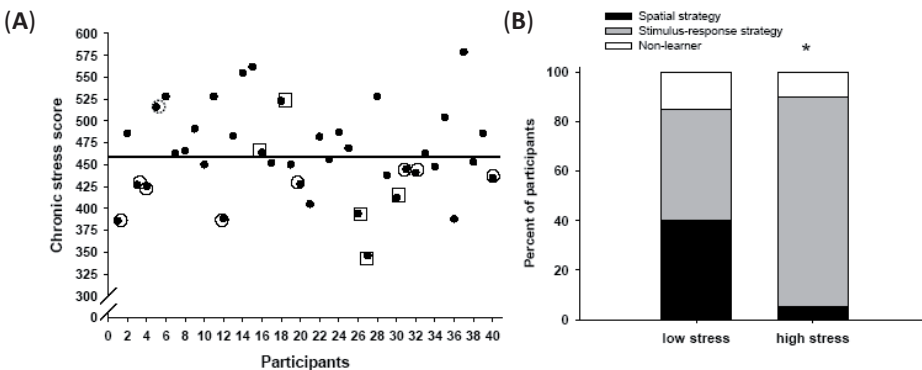 (A)
600
575
550
525
500
475
450
425
400
375
350
325
300
0
Chronic stress score
0 2 4 6 8 10 12 14 16 18 20 22 24 26 28 30 32 34 36 38 40
Participants
(B)
Spatial strategy
Stimulus-response strategy
Non-learner
*
100
80
60
40
20
0
Percent of participants
low stress high stress